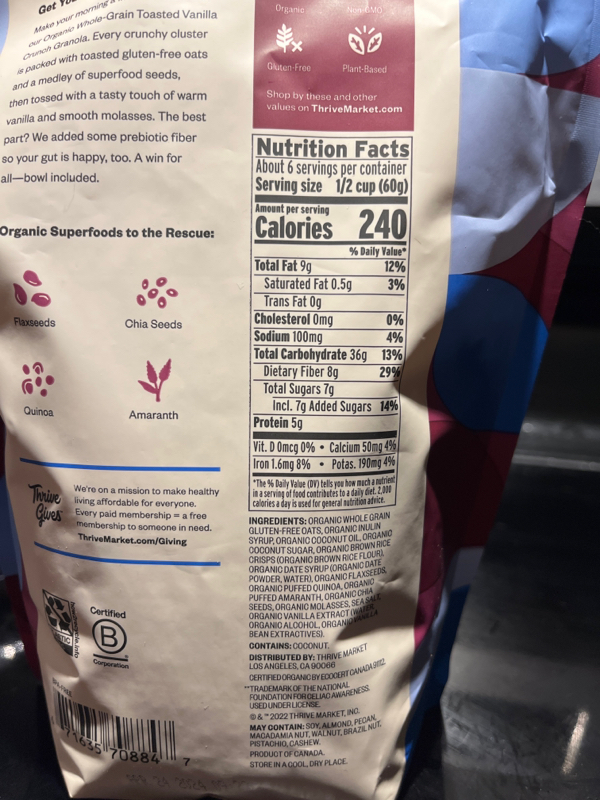 Get
Make your morning a
our Organic Whole-Grain Toasted Vanilla
Crunch Granola. Every crunchy cluster
is packed with toasted gluten-free oats
and a medley of superfood seeds,
then tossed with a tasty touch of warm
vanilla and smooth molasses. The best
part? We added some prebiotic fiber
so your gut is happy, too. A win for
all—bowl included.
Organic Superfoods to the Rescue:
Flaxseeds
Chia Seeds
Quinoa
Amaranth
Thrive
Gives
We're on a mission to make healthy
living affordable for everyone.
Every paid membership = a free
membership to someone in need.
ThriveMarket.com/Giving
Certified
B
Corporation
70884 7
Organic
Non-GMO
Gluten-Free
Plant-Based
Shop by these and other
values on ThriveMarket.com
Nutrition Facts
About 6 servings per container
Serving size 1/2 cup (60g)
Amount per serving
Calories 240
% Daily Value*
Total Fat 9g 12%
Saturated Fat 0.5g 3%
Trans Fat 0g
Cholesterol 0mg 0%
Sodium 100mg 4%
Total Carbohydrate 36g 13%
Dietary Fiber 8g 29%
Total Sugars 7g
Incl. 7g Added Sugars 14%
Protein 5g
Vit. D 0mcg 0% • Calcium 50mg 4%
Iron 1.6mg 8% • Potas. 190mg 4%
*The % Daily Value (DV) tells you how much a nutrient
in a serving of food contributes to a daily diet. 2,000
calories a day is used for general nutrition advice.
INGREDIENTS: ORGANIC WHOLE GRAIN
GLUTEN-FREE OATS, ORGANIC INULIN
SYRUP, ORGANIC COCONUT OIL, ORGANIC
COCONUT SUGAR, ORGANIC BROWN RICE
CRISPS (ORGANIC BROWN RICE FLOUR),
ORGANIC DATE SYRUP (ORGANIC DATE
POWDER, WATER), ORGANIC FLAXSEEDS,
ORGANIC PUFFED QUINOA, ORGANIC
PUFFED AMARANTH, ORGANIC CHIA
SEEDS, ORGANIC MOLASSES, SEA SALT,
ORGANIC VANILLA EXTRACT (WATER,
ORGANIC ALCOHOL, ORGANIC VANILLA
BEAN EXTRACTIVES).
CONTAINS: COCONUT.
DISTRIBUTED BY: THRIVE MARKET
LOS ANGELES, CA 90066
CERTIFIED ORGANIC BY ECOCERT CANADA 9112.
**TRADEMARK OF THE NATIONAL
FOUNDATION FOR CELIAC AWARENESS.
USED UNDER LICENSE.
© & ™ 2022 THRIVE MARKET, INC.
MAY CONTAIN: SOY, ALMOND, PECAN,
MACADAMIA NUT, WALNUT, BRAZIL NUT,
PISTACHIO, CASHEW.
PRODUCT OF CANADA.
STORE IN A COOL, DRY PLACE.